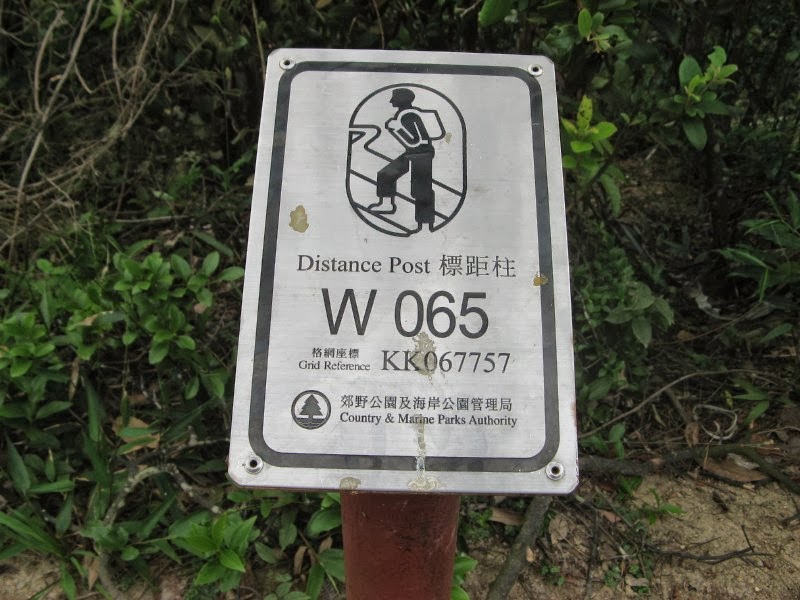 Distance Post 標距柱
W 065
格網座標
Grid Reference KK067757
郊野公園及海岸公園管理局
Country & Marine Parks Authority